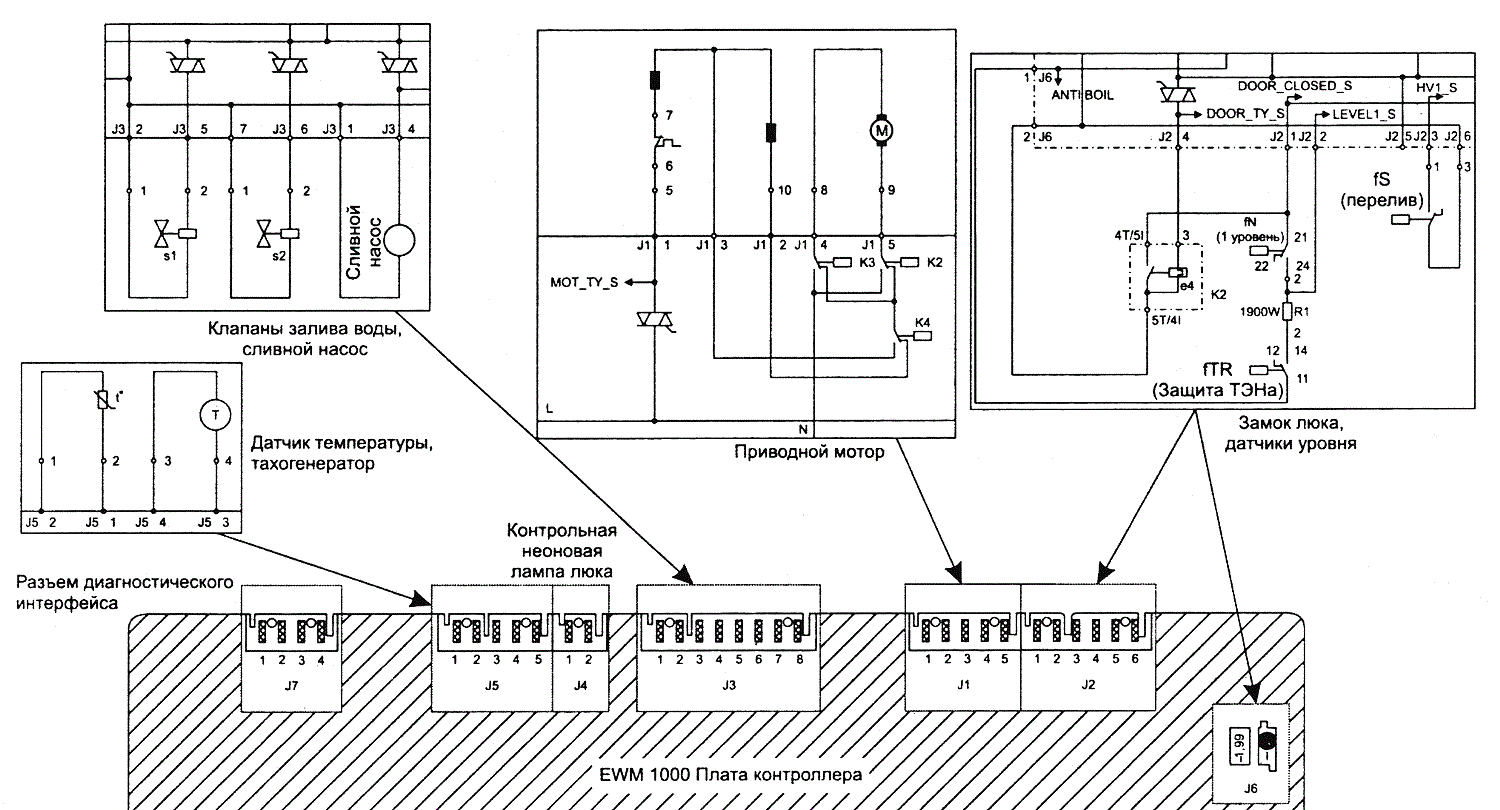 J3 2 J3 5 7 J3 6 J3 1 J3 4
1 2 1 2
s1 s2
Сливной
насос
Клапаны залива воды,
сливной насос
7
6
5 10 8 9
M
J1 1 J1 3 J1 2 J1 4 J1 5
K3 K2
MOT_TY_S
K4
L
N
Приводной мотор
1 J6
ANTI BOIL
DOOR_CLOSED_S
HV1_S
DOOR_TY_S
LEVEL1_S
2 J6 J2 4 J2 1 J2 2 J2 5 J2 3 J2 6
1 3
fS
(перелив)
fN
(1 уровень)
4T/5I 3 21
22 24
e4 2
K2
1900W R1
5T/4I
2
12 14
fTR
(Защита ТЭНа)
11
Замок люка,
датчики уровня
t°
T
1 2 3 4
J5 2 J5 1 J5 4 J5 3
Датчик температуры,
тахогенератор
Контрольная
неоновая
лампа люка
Разъем диагностического
интерфейса
1 2 3 4
J7
1 2 3 4 5
J5
1 2
J4
1 2 3 4 5 6 7 8
J3
1 2 3 4 5
J1
1 2 3 4 5 6
J2
-1,99
J6
EWM 1000 Плата контроллера